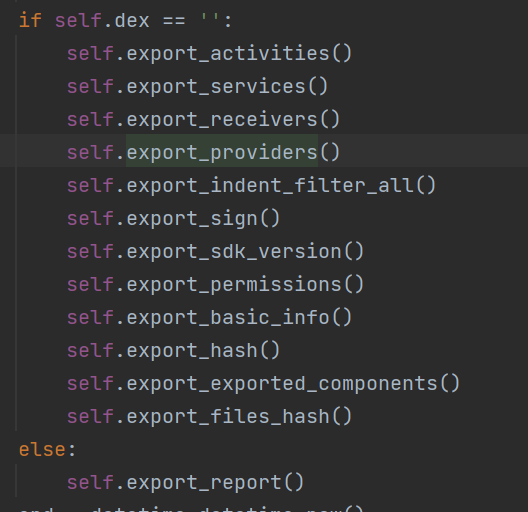 if self.dex == '':
self.export_activities()
self.export_services()
self.export_receivers()
self.export_providers()
self.export_indent_filter_all()
self.export_sign()
self.export_sdk_version()
self.export_permissions()
self.export_basic_info()
self.export_hash()
self.export_exported_components()
self.export_files_hash()
else:
self.export_report()